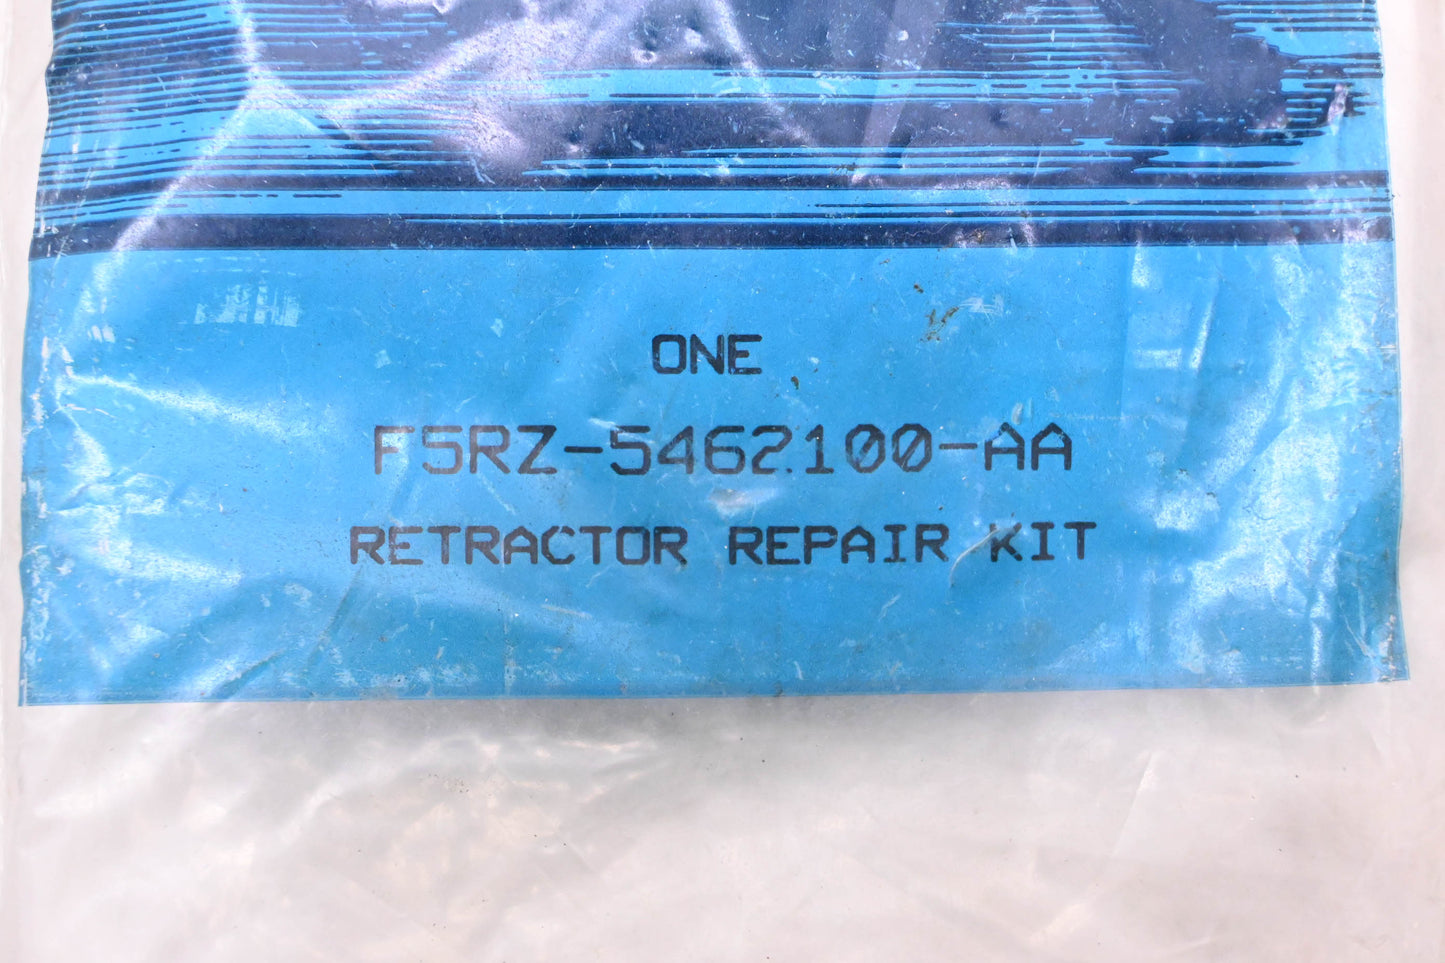 ONE
F5RZ-5462100-AA
RETRACTOR REPAIR KIT